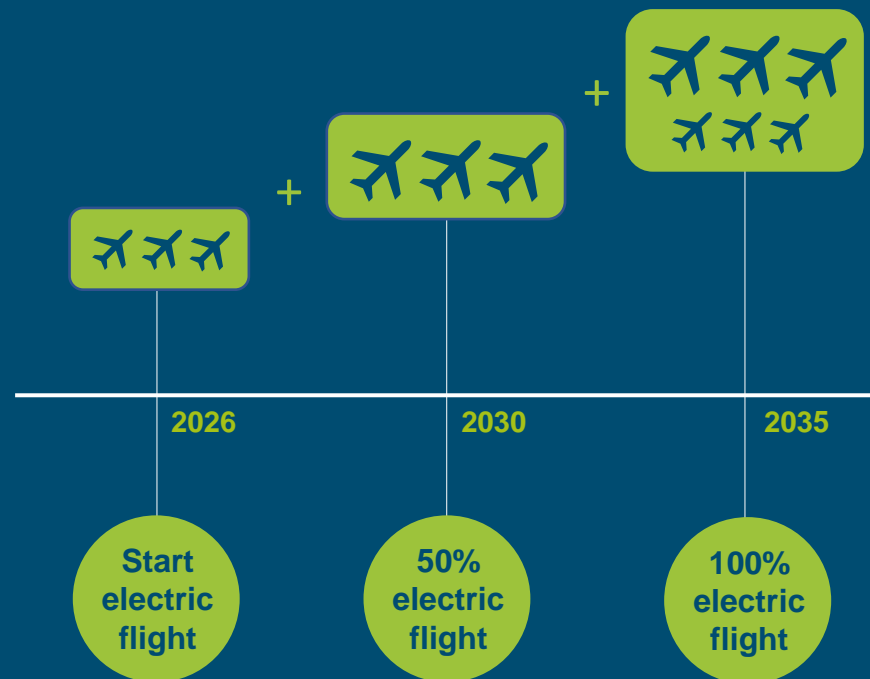 +
+
2026
2030
2035
Start
electric
flight
50%
electric
flight
100%
electric
flight